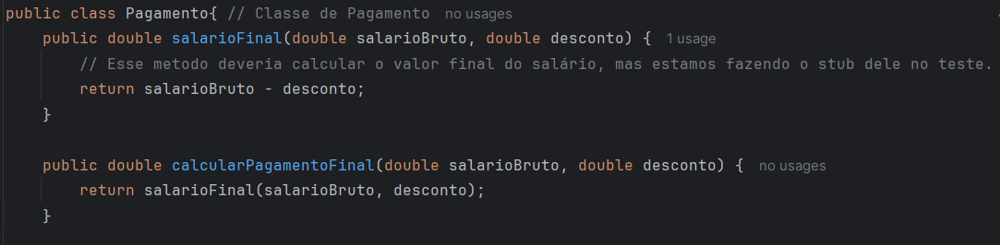 public class Pagamento{ // Classe de Pagamento no usages
public double salarioFinal(double salarioBruto, double desconto) { 1 usage
// Esse metodo deveria calcular o valor final do salário, mas estamos fazendo o stub dele no teste.
return salarioBruto - desconto;
}
public double calcularPagamentoFinal(double salarioBruto, double desconto) { no usages
return salarioFinal(salarioBruto, desconto);
}